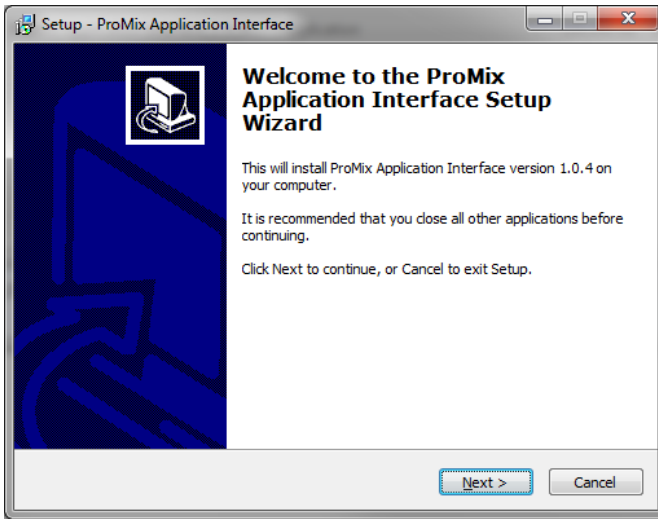 Setup - ProMix Application Interface
Welcome to the ProMix
Application Interface Setup
Wizard
This will install ProMix Application Interface version 1.0.4 on
your computer.
It is recommended that you close all other applications before
continuing.
Click Next to continue, or Cancel to exit Setup.
Next >
Cancel